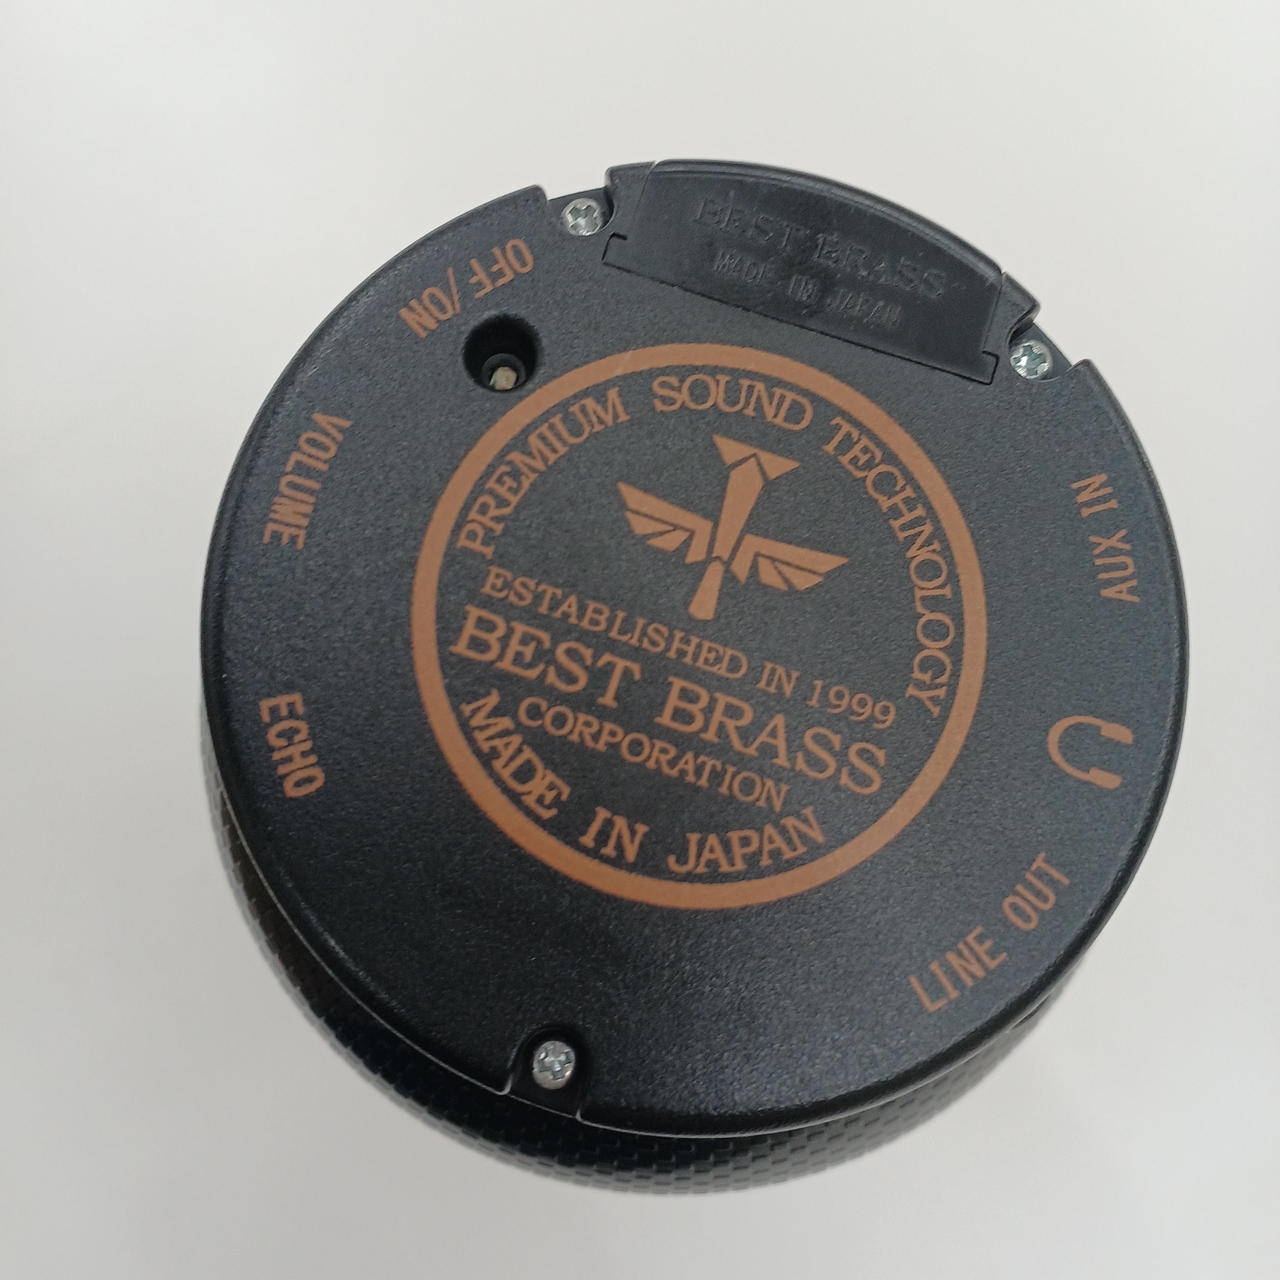 BEST BRASS
MADE IN JAPAN
OFF/ON
VOLUME
ECHO
PREMIUM SOUND TECHNOLOGY
ESTABLISHED IN 1999
BEST BRASS
CORPORATION
MADE IN JAPAN
AUX IN
LINE OUT